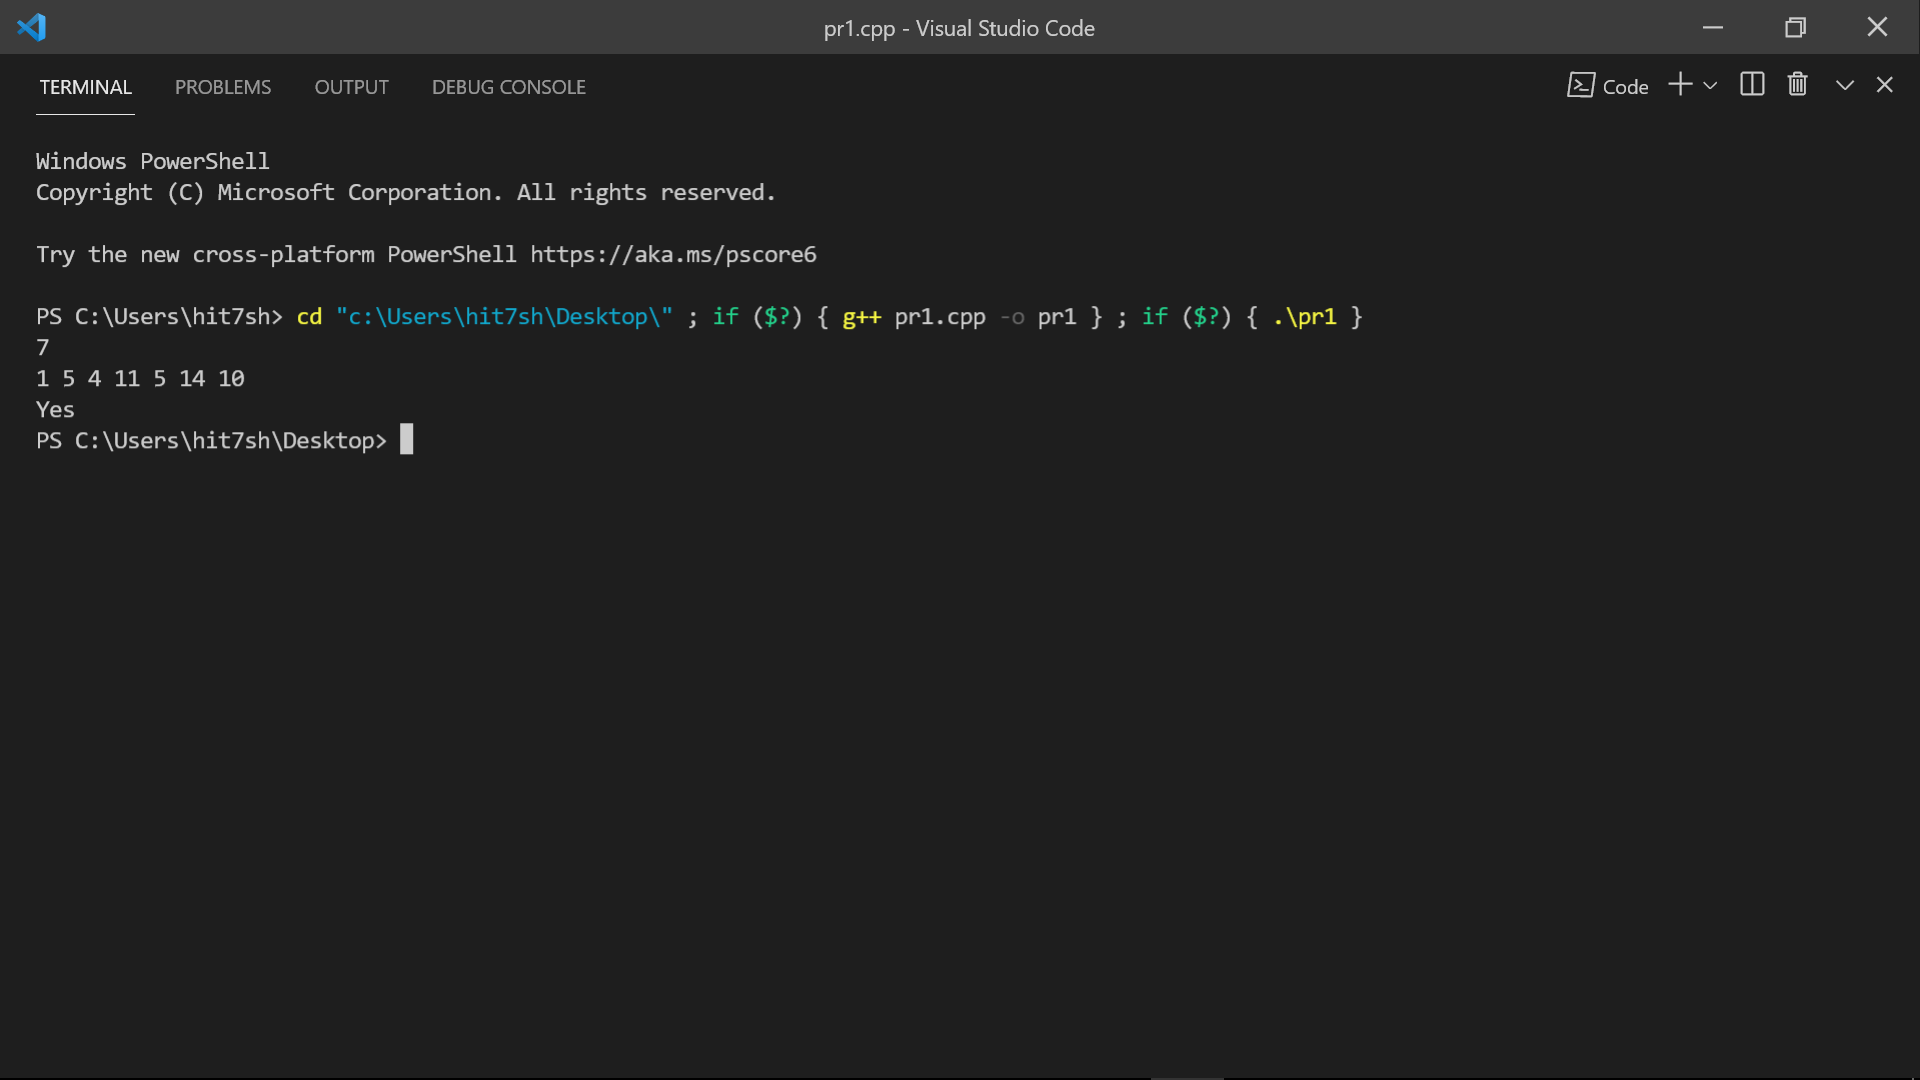 pr1.cpp - Visual Studio Code
TERMINAL PROBLEMS OUTPUT DEBUG CONSOLE Code
Windows PowerShell
Copyright (C) Microsoft Corporation. All rights reserved.
Try the new cross-platform PowerShell https://aka.ms/pscore6
PS C:\Users\hit7sh> cd "c:\Users\hit7sh\Desktop\" ; if ($?) { g++ pr1.cpp -o pr1 } ; if ($?) { .\pr1 }
7
1 5 4 11 5 14 10
Yes
PS C:\Users\hit7sh\Desktop>